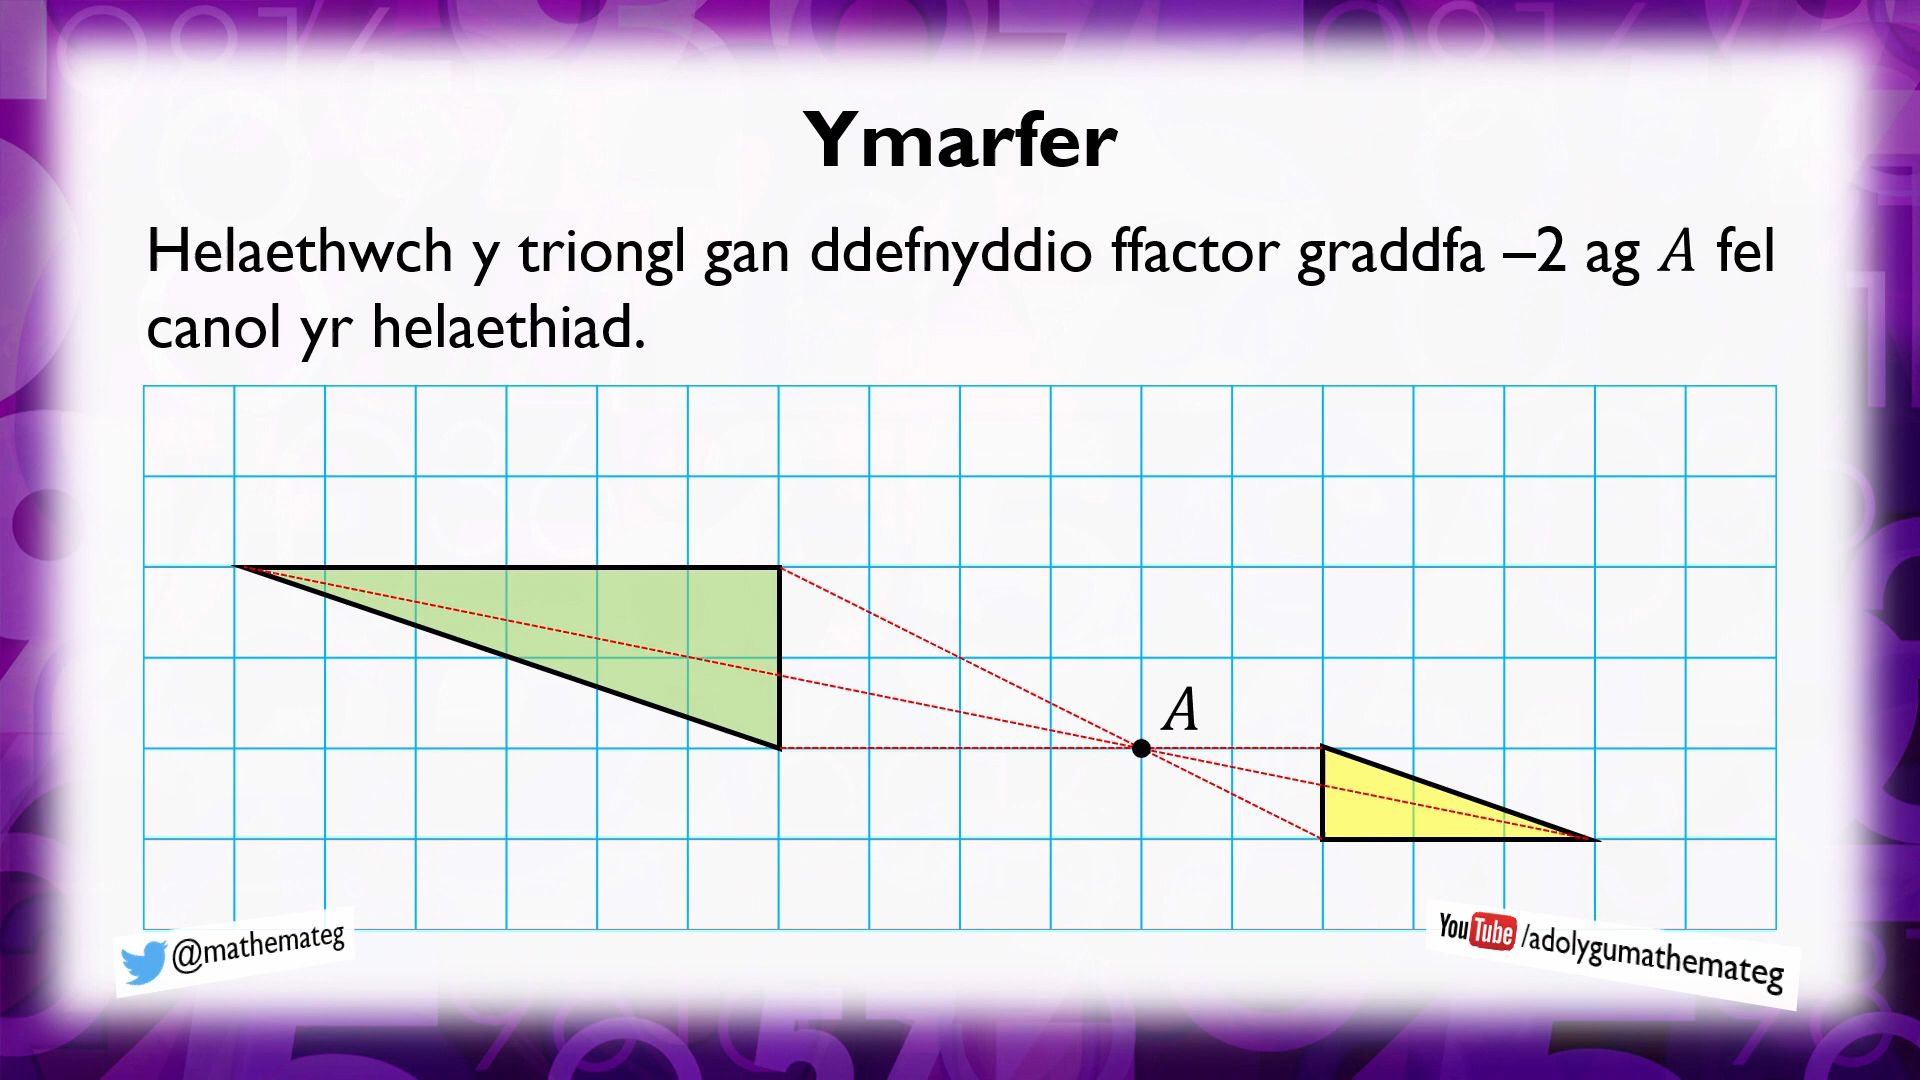 Ymarfer
Helaethwch y triongl gan ddefnyddio ffactor graddfa –2 ag A fel
canol yr helaethiad.
A
@mathemateg
YouTube /adolygumathemateg